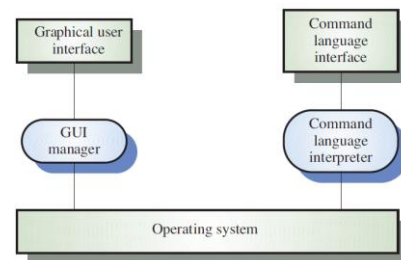 Graphical user
interface
Command
language
interface
GUI
manager
Command
language
interpreter
Operating system